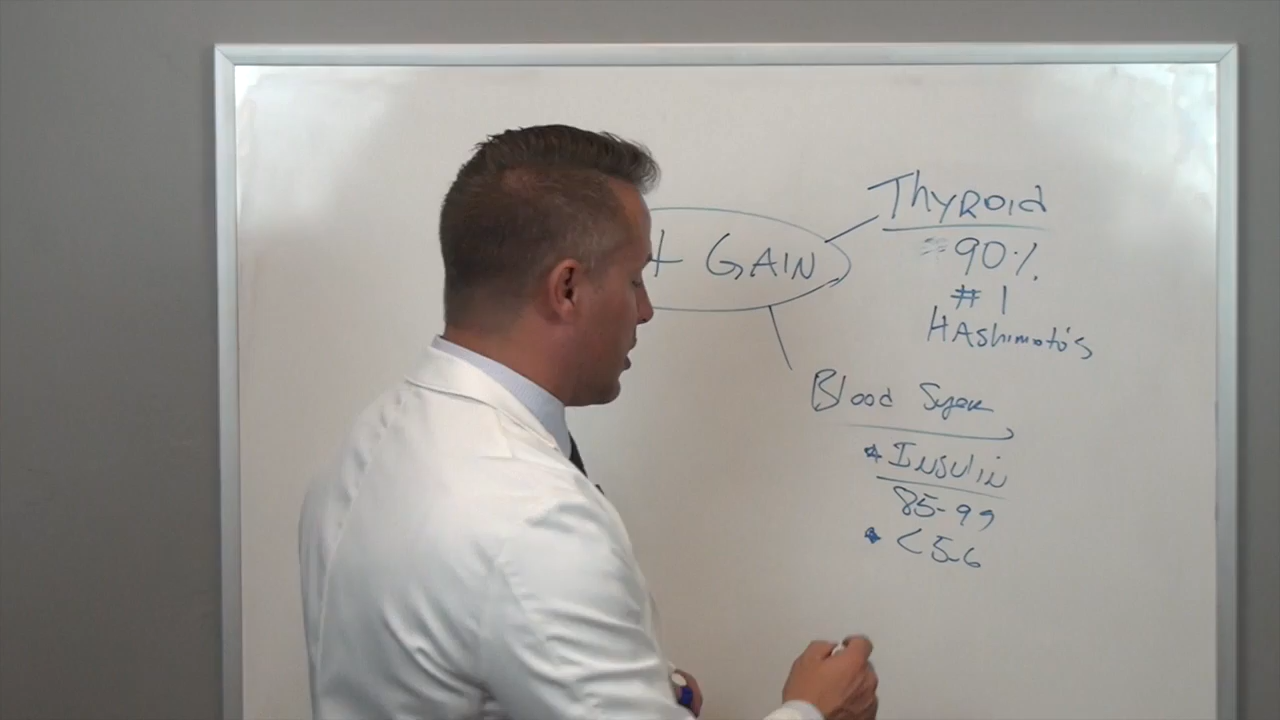 Thyroid
90%
+ GAIN
# 1
HAshimoto's
Blood Sugar
* Insulin
85-99
* <5.6